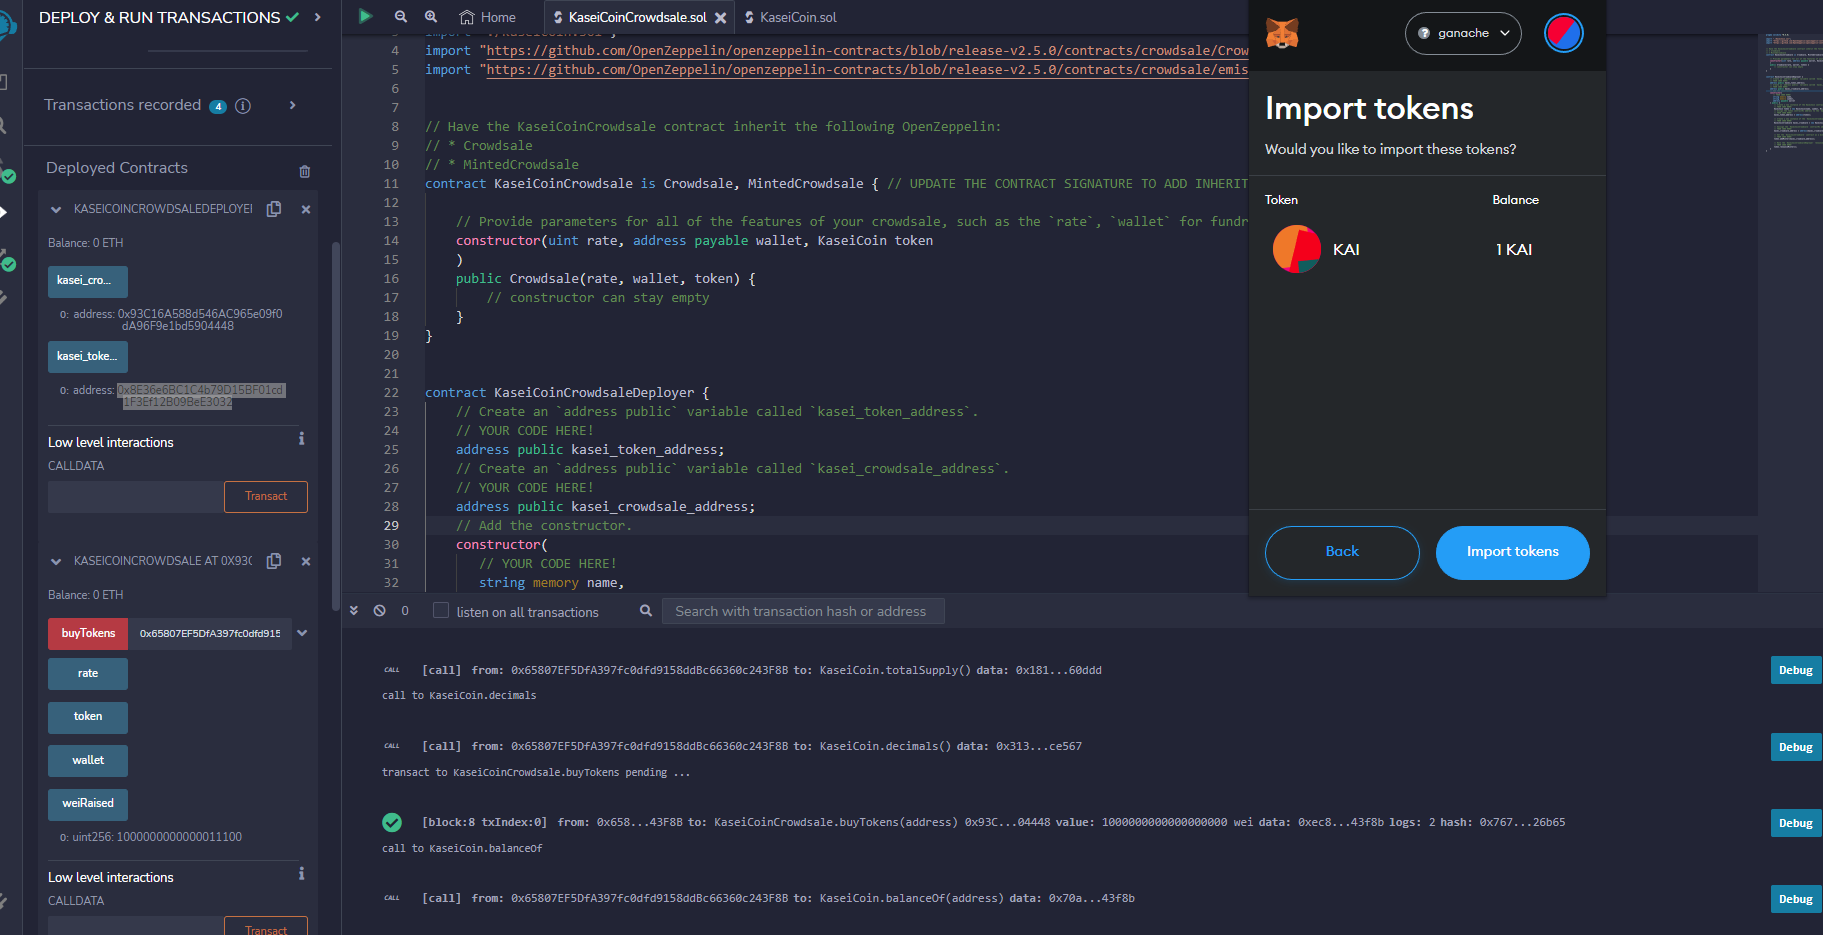 DEPLOY & RUN TRANSACTIONS
Transactions recorded 4
Deployed Contracts
KASEICOINCROWDSALEDEPLOYEI
Balance: 0 ETH
kasei_cro...
0: address: 0x93C16A588d546AC965e09f0
dA96F9e1bd5904448
kasei_toke...
0: address: 0x8E36e6BC1C4b79D15BF01cd
1F3Ef12B09BeE3032
Low level interactions
CALLDATA
Transact
KASEICOINCROWDSALE AT 0X93C
Balance: 0 ETH
buyTokens 0x65807EF5DfA397fc0dfd915
rate
token
wallet
weiRaised
0: uint256: 1000000000000011100
Low level interactions
CALLDATA
Transact
Home KaseiCoinCrowdsale.sol KaseiCoin.sol
4 import "https://github.com/OpenZeppelin/openzeppelin-contracts/blob/release-v2.5.0/contracts/crowdsale/Crow
5 import "https://github.com/OpenZeppelin/openzeppelin-contracts/blob/release-v2.5.0/contracts/crowdsale/emis
6
7
8 // Have the KaseiCoinCrowdsale contract inherit the following OpenZeppelin:
9 // * Crowdsale
10 // * MintedCrowdsale
11 contract KaseiCoinCrowdsale is Crowdsale, MintedCrowdsale { // UPDATE THE CONTRACT SIGNATURE TO ADD INHERIT
12
13 // Provide parameters for all of the features of your crowdsale, such as the `rate`, `wallet` for fundr
14 constructor(uint rate, address payable wallet, KaseiCoin token
15 )
16 public Crowdsale(rate, wallet, token) {
17 // constructor can stay empty
18 }
19 }
20
21
22 contract KaseiCoinCrowdsaleDeployer {
23 // Create an `address public` variable called `kasei_token_address`.
24 // YOUR CODE HERE!
25 address public kasei_token_address;
26 // Create an `address public` variable called `kasei_crowdsale_address`.
27 // YOUR CODE HERE!
28 address public kasei_crowdsale_address;
29 // Add the constructor.
30 constructor(
31 // YOUR CODE HERE!
32 string memory name,
0 listen on all transactions Search with transaction hash or address
CALL [call] from: 0x65807EF5DfA397fc0dfd9158ddBc66360c243F8B to: KaseiCoin.totalSupply() data: 0x181...60ddd Debug
call to KaseiCoin.decimals
CALL [call] from: 0x65807EF5DfA397fc0dfd9158ddBc66360c243F8B to: KaseiCoin.decimals() data: 0x313...ce567 Debug
transact to KaseiCoinCrowdsale.buyTokens pending ...
[block:8 txIndex:0] from: 0x658...43F8B to: KaseiCoinCrowdsale.buyTokens(address) 0x93C...04448 value: 1000000000000000000 wei data: 0xec8...43f8b logs: 2 hash: 0x767...26b65 Debug
call to KaseiCoin.balanceOf
CALL [call] from: 0x65807EF5DfA397fc0dfd9158ddBc66360c243F8B to: KaseiCoin.balanceOf(address) data: 0x70a...43f8b Debug
ganache
Import tokens
Would you like to import these tokens?
Token Balance
KAI 1 KAI
Back Import tokens